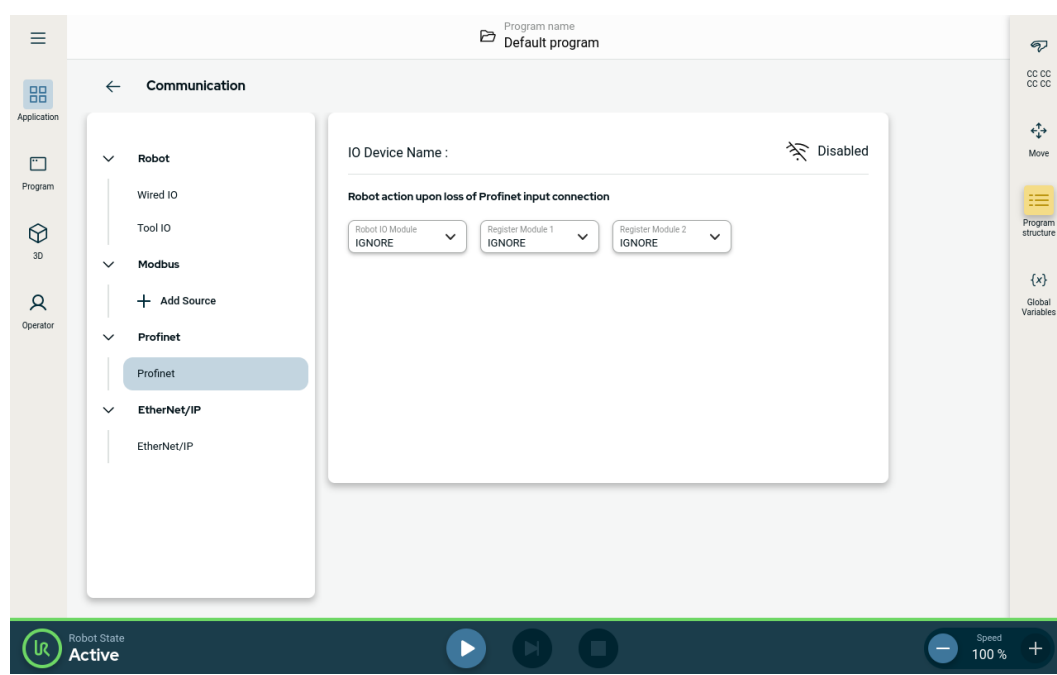 Program name
Default program
Application
Program
3D
Operator
Communication
Robot
Wired IO
Tool IO
Modbus
Add Source
Profinet
Profinet
EtherNet/IP
EtherNet/IP
IO Device Name :
Disabled
Robot action upon loss of Profinet input connection
Robot IO Module
IGNORE
Register Module 1
IGNORE
Register Module 2
IGNORE
CC CC
CC CC
Move
Program
structure
{x}
Global
Variables
Robot State
Active
Speed
100 %